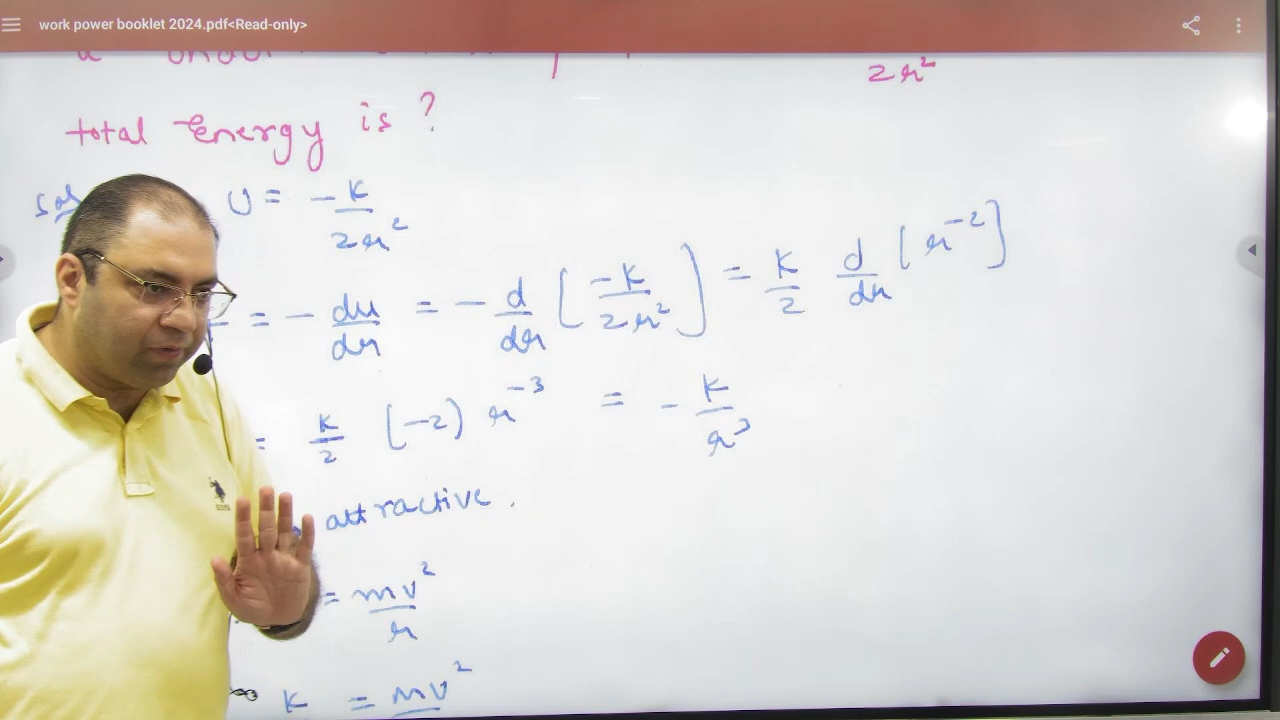 work power booklet 2024.pdf<Read-only>
2r²
total Energy is ?
Sol U = -k/2r²
= - du/dr = - d/dr [-k/2r²] = k/2 d/dr [r⁻²]
= k/2 (-2) r⁻³ = - k/r³
attractive.
= mv²/r
k = mv²